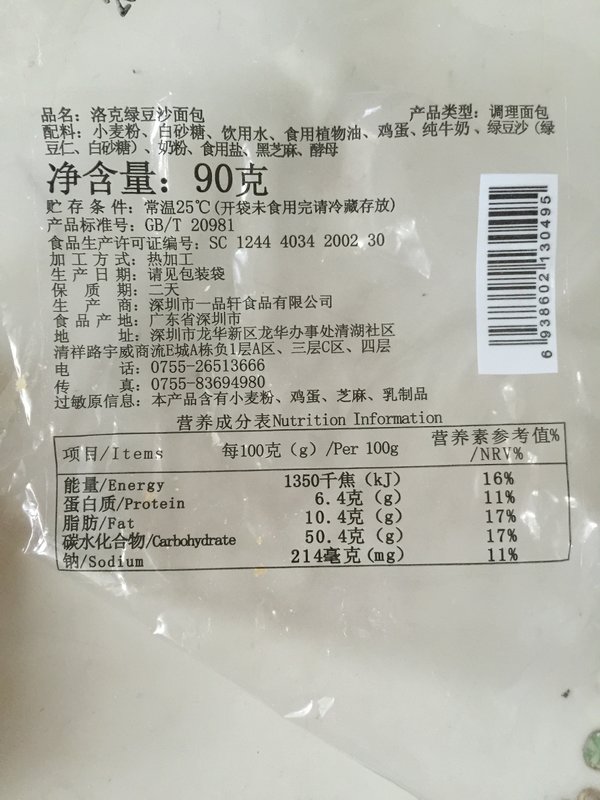 品名：洛克绿豆沙面包 产品类型：调理面包
配料：小麦粉、白砂糖、饮用水、食用植物油、鸡蛋、纯牛奶、绿豆沙（绿
豆仁、白砂糖）、奶粉、食用盐、黑芝麻、酵母
净含量：90克
贮存条件：常温25℃(开袋未食用完请冷藏存放)
产品标准号：GB/T 20981
食品生产许可证编号：SC 1244 4034 2002 30
加工方式：热加工
生产日期：请见包装袋
保质期：二天
生产商：深圳市一品轩食品有限公司
食品产地：广东省深圳市
地址：深圳市龙华新区龙华办事处清湖社区
清祥路宇威商流E城A栋负1层A区、三层C区、四层
电话：0755-26513666
传真：0755-83694980
过敏原信息：本产品含有小麦粉、鸡蛋、芝麻、乳制品
6 938602 130495
营养成分表Nutrition Information
项目/Items 每100克（g）/Per 100g 营养素参考值%
/NRV%
能量/Energy 1350千焦（kJ） 16%
蛋白质/Protein 6.4克（g） 11%
脂肪/Fat 10.4克（g） 17%
碳水化合物/Carbohydrate 50.4克（g） 17%
钠/Sodium 214毫克(mg) 11%